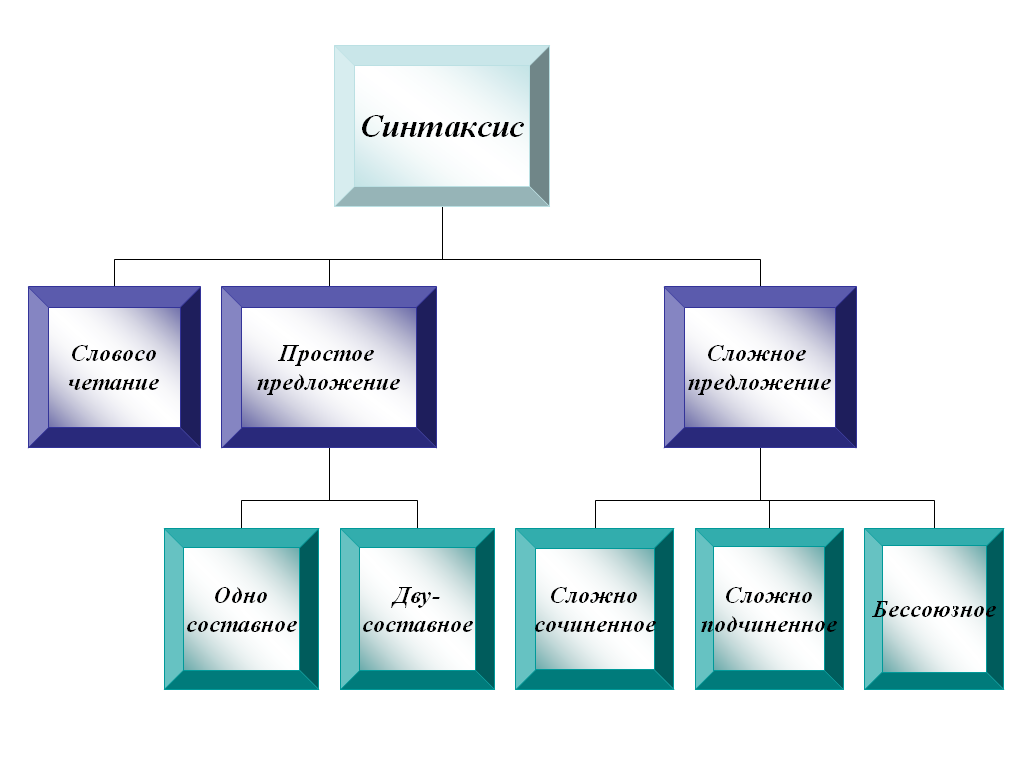 Синтаксис
Словосо
четание
Простое
предложение
Сложное
предложение
Одно
составное
Дву-
составное
Сложно
сочиненное
Сложно
подчиненное
Бессоюзное